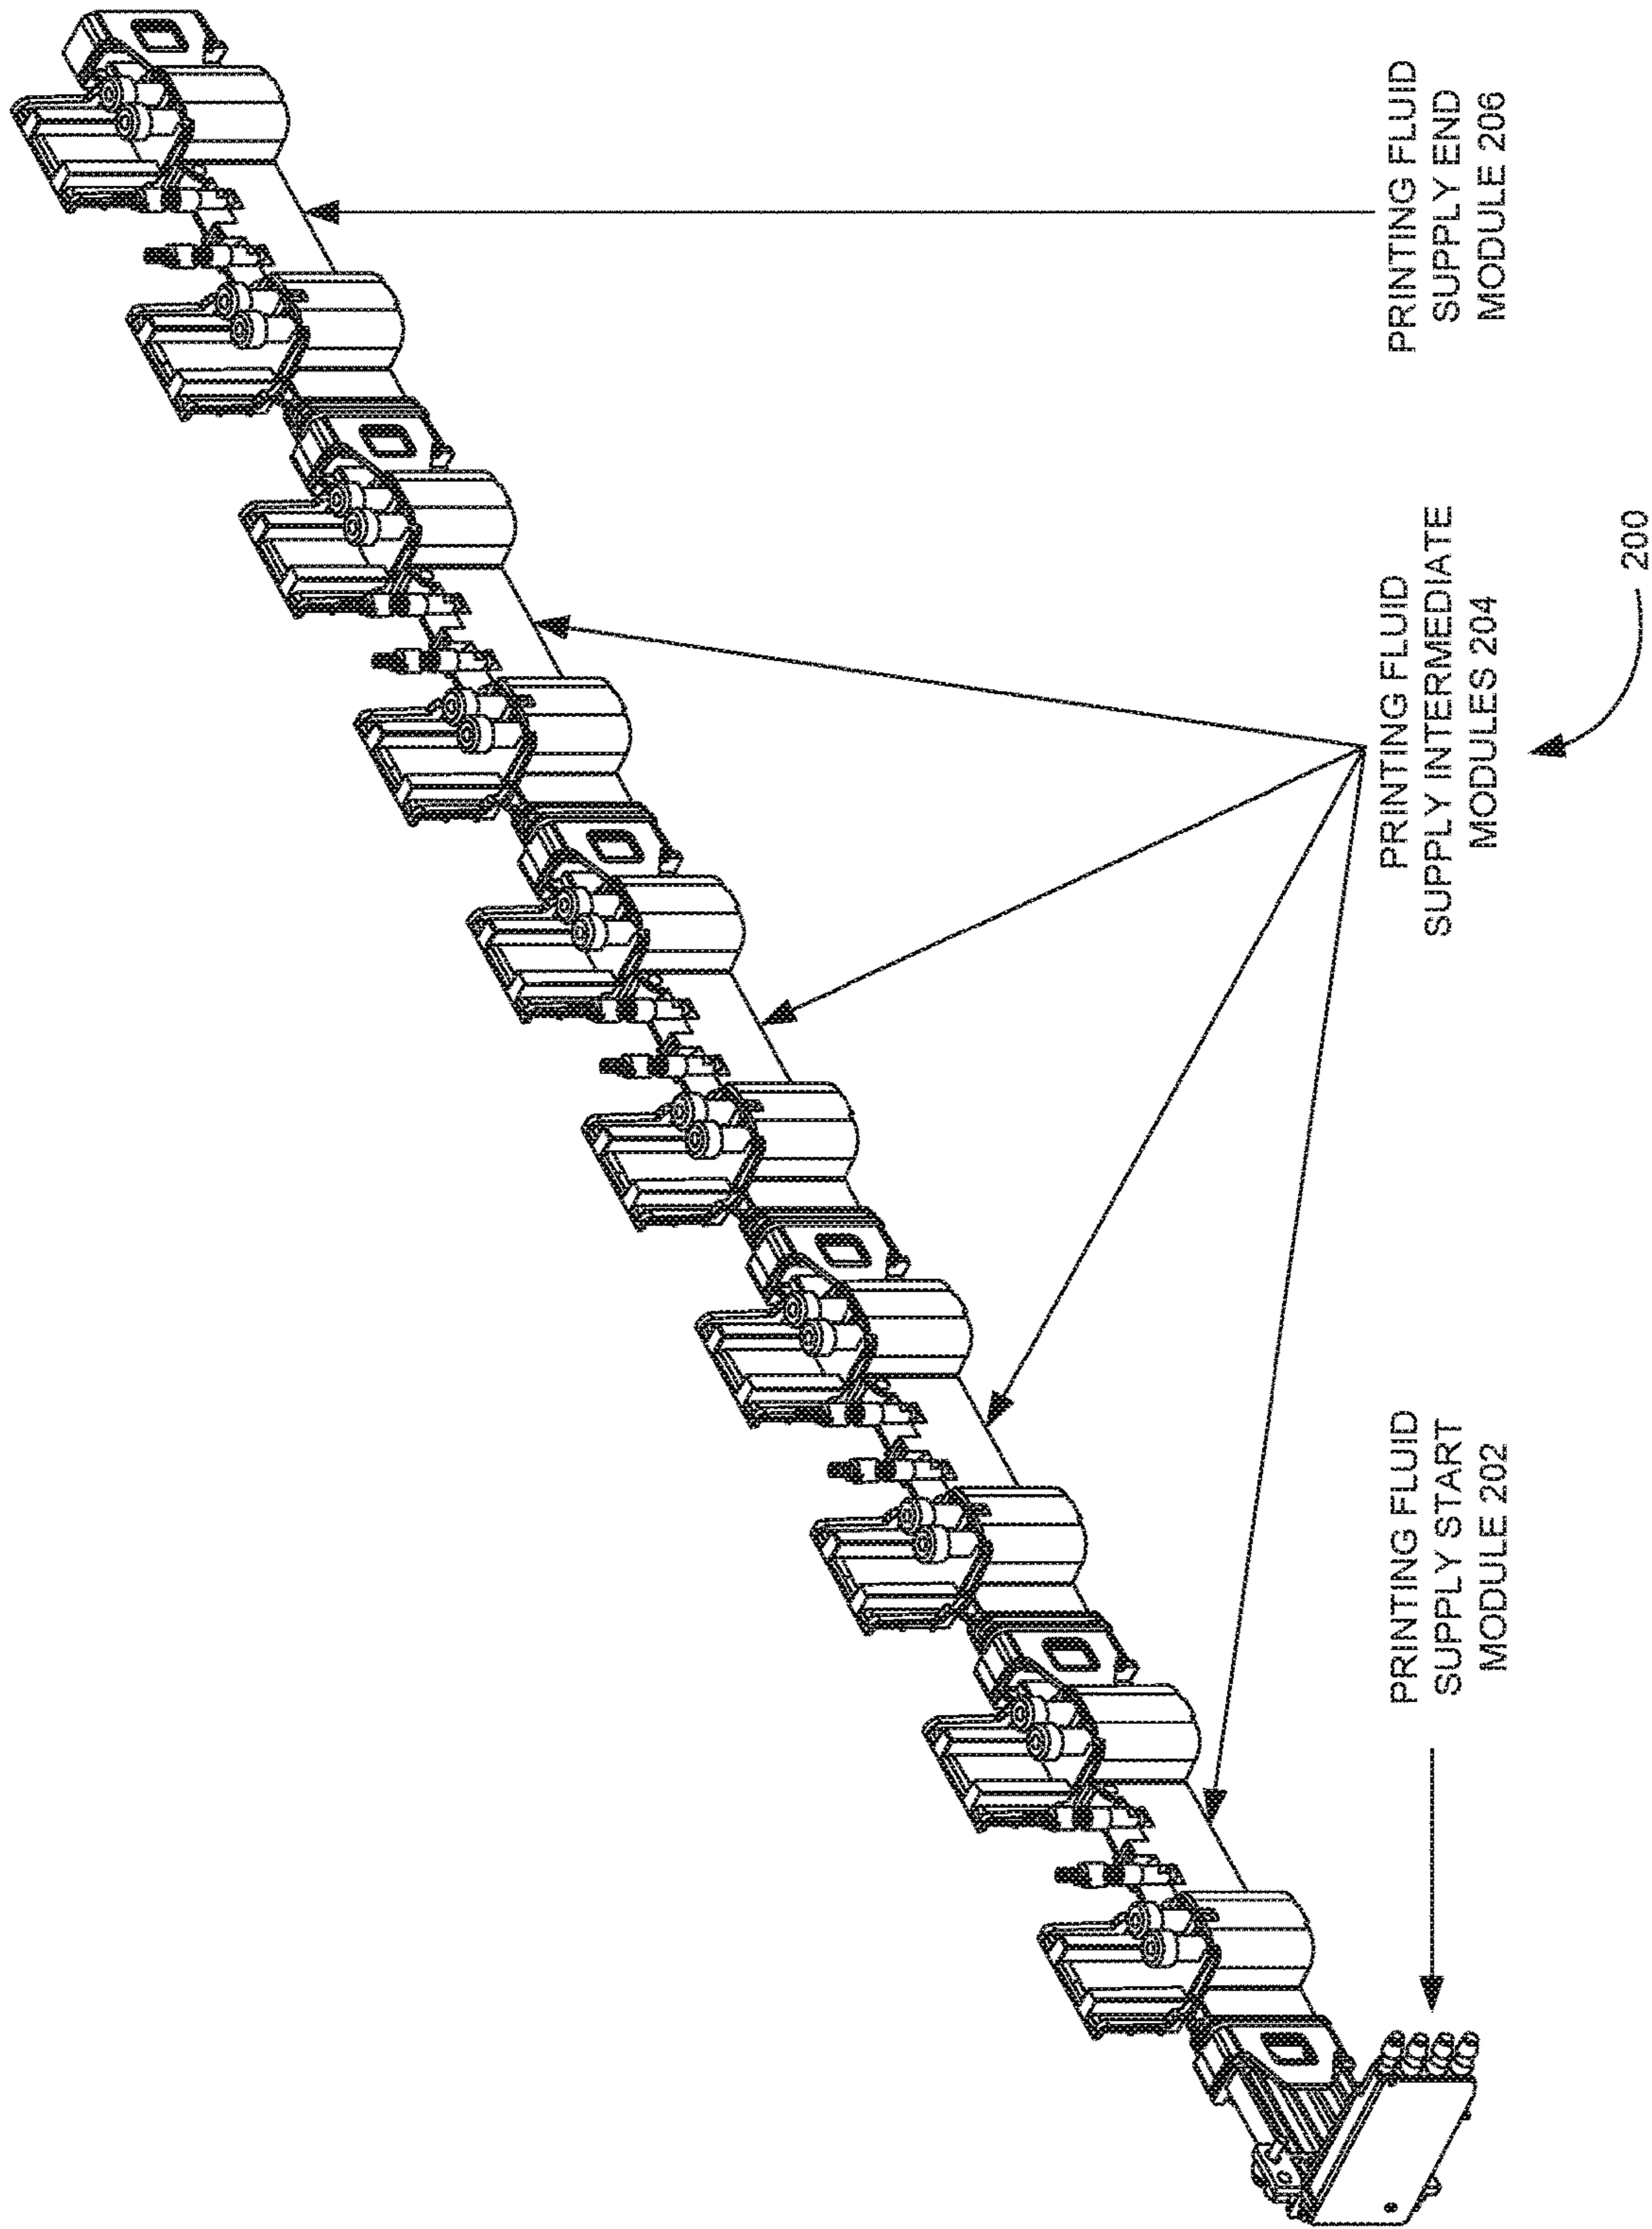 PRINTING FLUID
SUPPLY START
MODULE 202
PRINTING FLUID
SUPPLY INTERMEDIATE
MODULES 204
PRINTING FLUID
SUPPLY END
MODULE 206
200